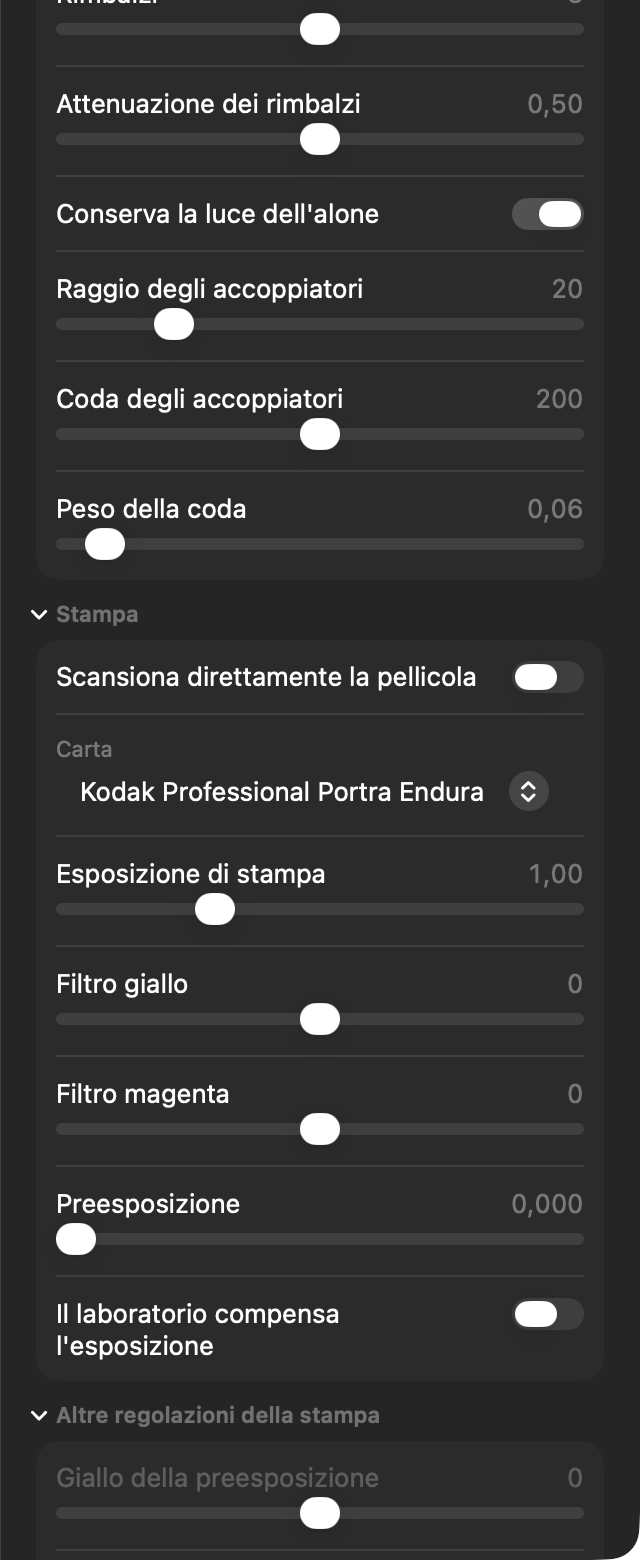 Rimbalzi
Attenuazione dei rimbalzi 0,50
Conserva la luce dell'alone
Raggio degli accoppiatori 20
Coda degli accoppiatori 200
Peso della coda 0,06
Stampa
Scansiona direttamente la pellicola
Carta
Kodak Professional Portra Endura
Esposizione di stampa 1,00
Filtro giallo 0
Filtro magenta 0
Preesposizione 0,000
Il laboratorio compensa
l'esposizione
Altre regolazioni della stampa
Giallo della preesposizione 0